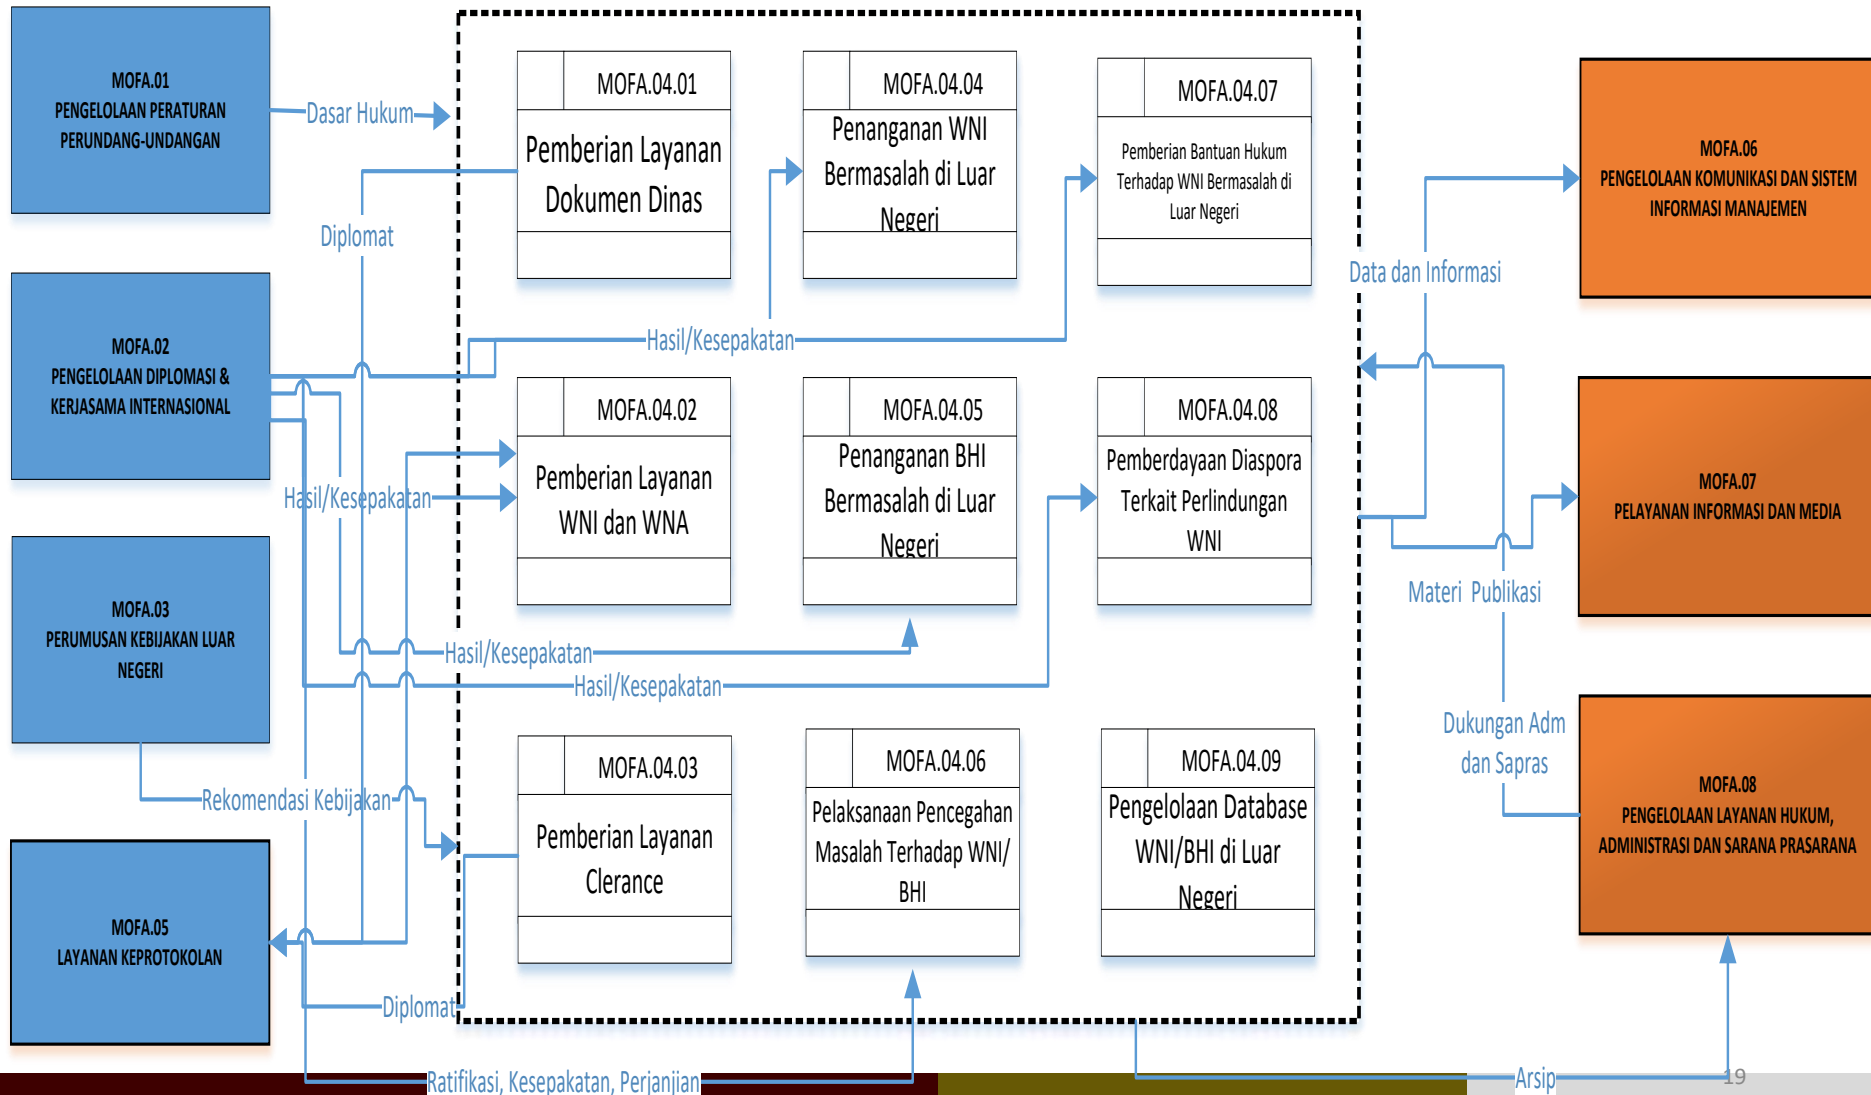 MOFA.01
PENGELOLAAN PERATURAN
PERUNDANG-UNDANGAN
Dasar Hukum
MOFA.04.01
Pemberian Layanan
Dokumen Dinas
MOFA.04.04
Penanganan WNI
Bermasalah di Luar
Negeri
MOFA.04.07
Pemberian Bantuan Hukum
Terhadap WNI Bermasalah di
Luar Negeri
MOFA.06
PENGELOLAAN KOMUNIKASI DAN SISTEM
INFORMASI MANAJEMEN
Diplomat
Data dan Informasi
MOFA.02
PENGELOLAAN DIPLOMASI &
KERJASAMA INTERNASIONAL
Hasil/Kesepakatan
MOFA.04.02
Pemberian Layanan
WNI dan WNA
MOFA.04.05
Penanganan BHI
Bermasalah di Luar
Negeri
MOFA.04.08
Pemberdayaan Diaspora
Terkait Perlindungan
WNI
MOFA.07
PELAYANAN INFORMASI DAN MEDIA
Hasil/Kesepakatan
Materi  Publikasi
MOFA.03
PERUMUSAN KEBIJAKAN LUAR
NEGERI
Hasil/Kesepakatan
Hasil/Kesepakatan
Dukungan Adm
dan Sapras
Rekomendasi Kebijakan
MOFA.04.03
Pemberian Layanan
Clerance
MOFA.04.06
Pelaksanaan Pencegahan
Masalah Terhadap WNI/
BHI
MOFA.04.09
Pengelolaan Database
WNI/BHI di Luar
Negeri
MOFA.08
PENGELOLAAN LAYANAN HUKUM,
ADMINISTRASI DAN SARANA PRASARANA
MOFA.05
LAYANAN KEPROTOKOLAN
Diplomat
Ratifikasi, Kesepakatan, Perjanjian
Arsip
19